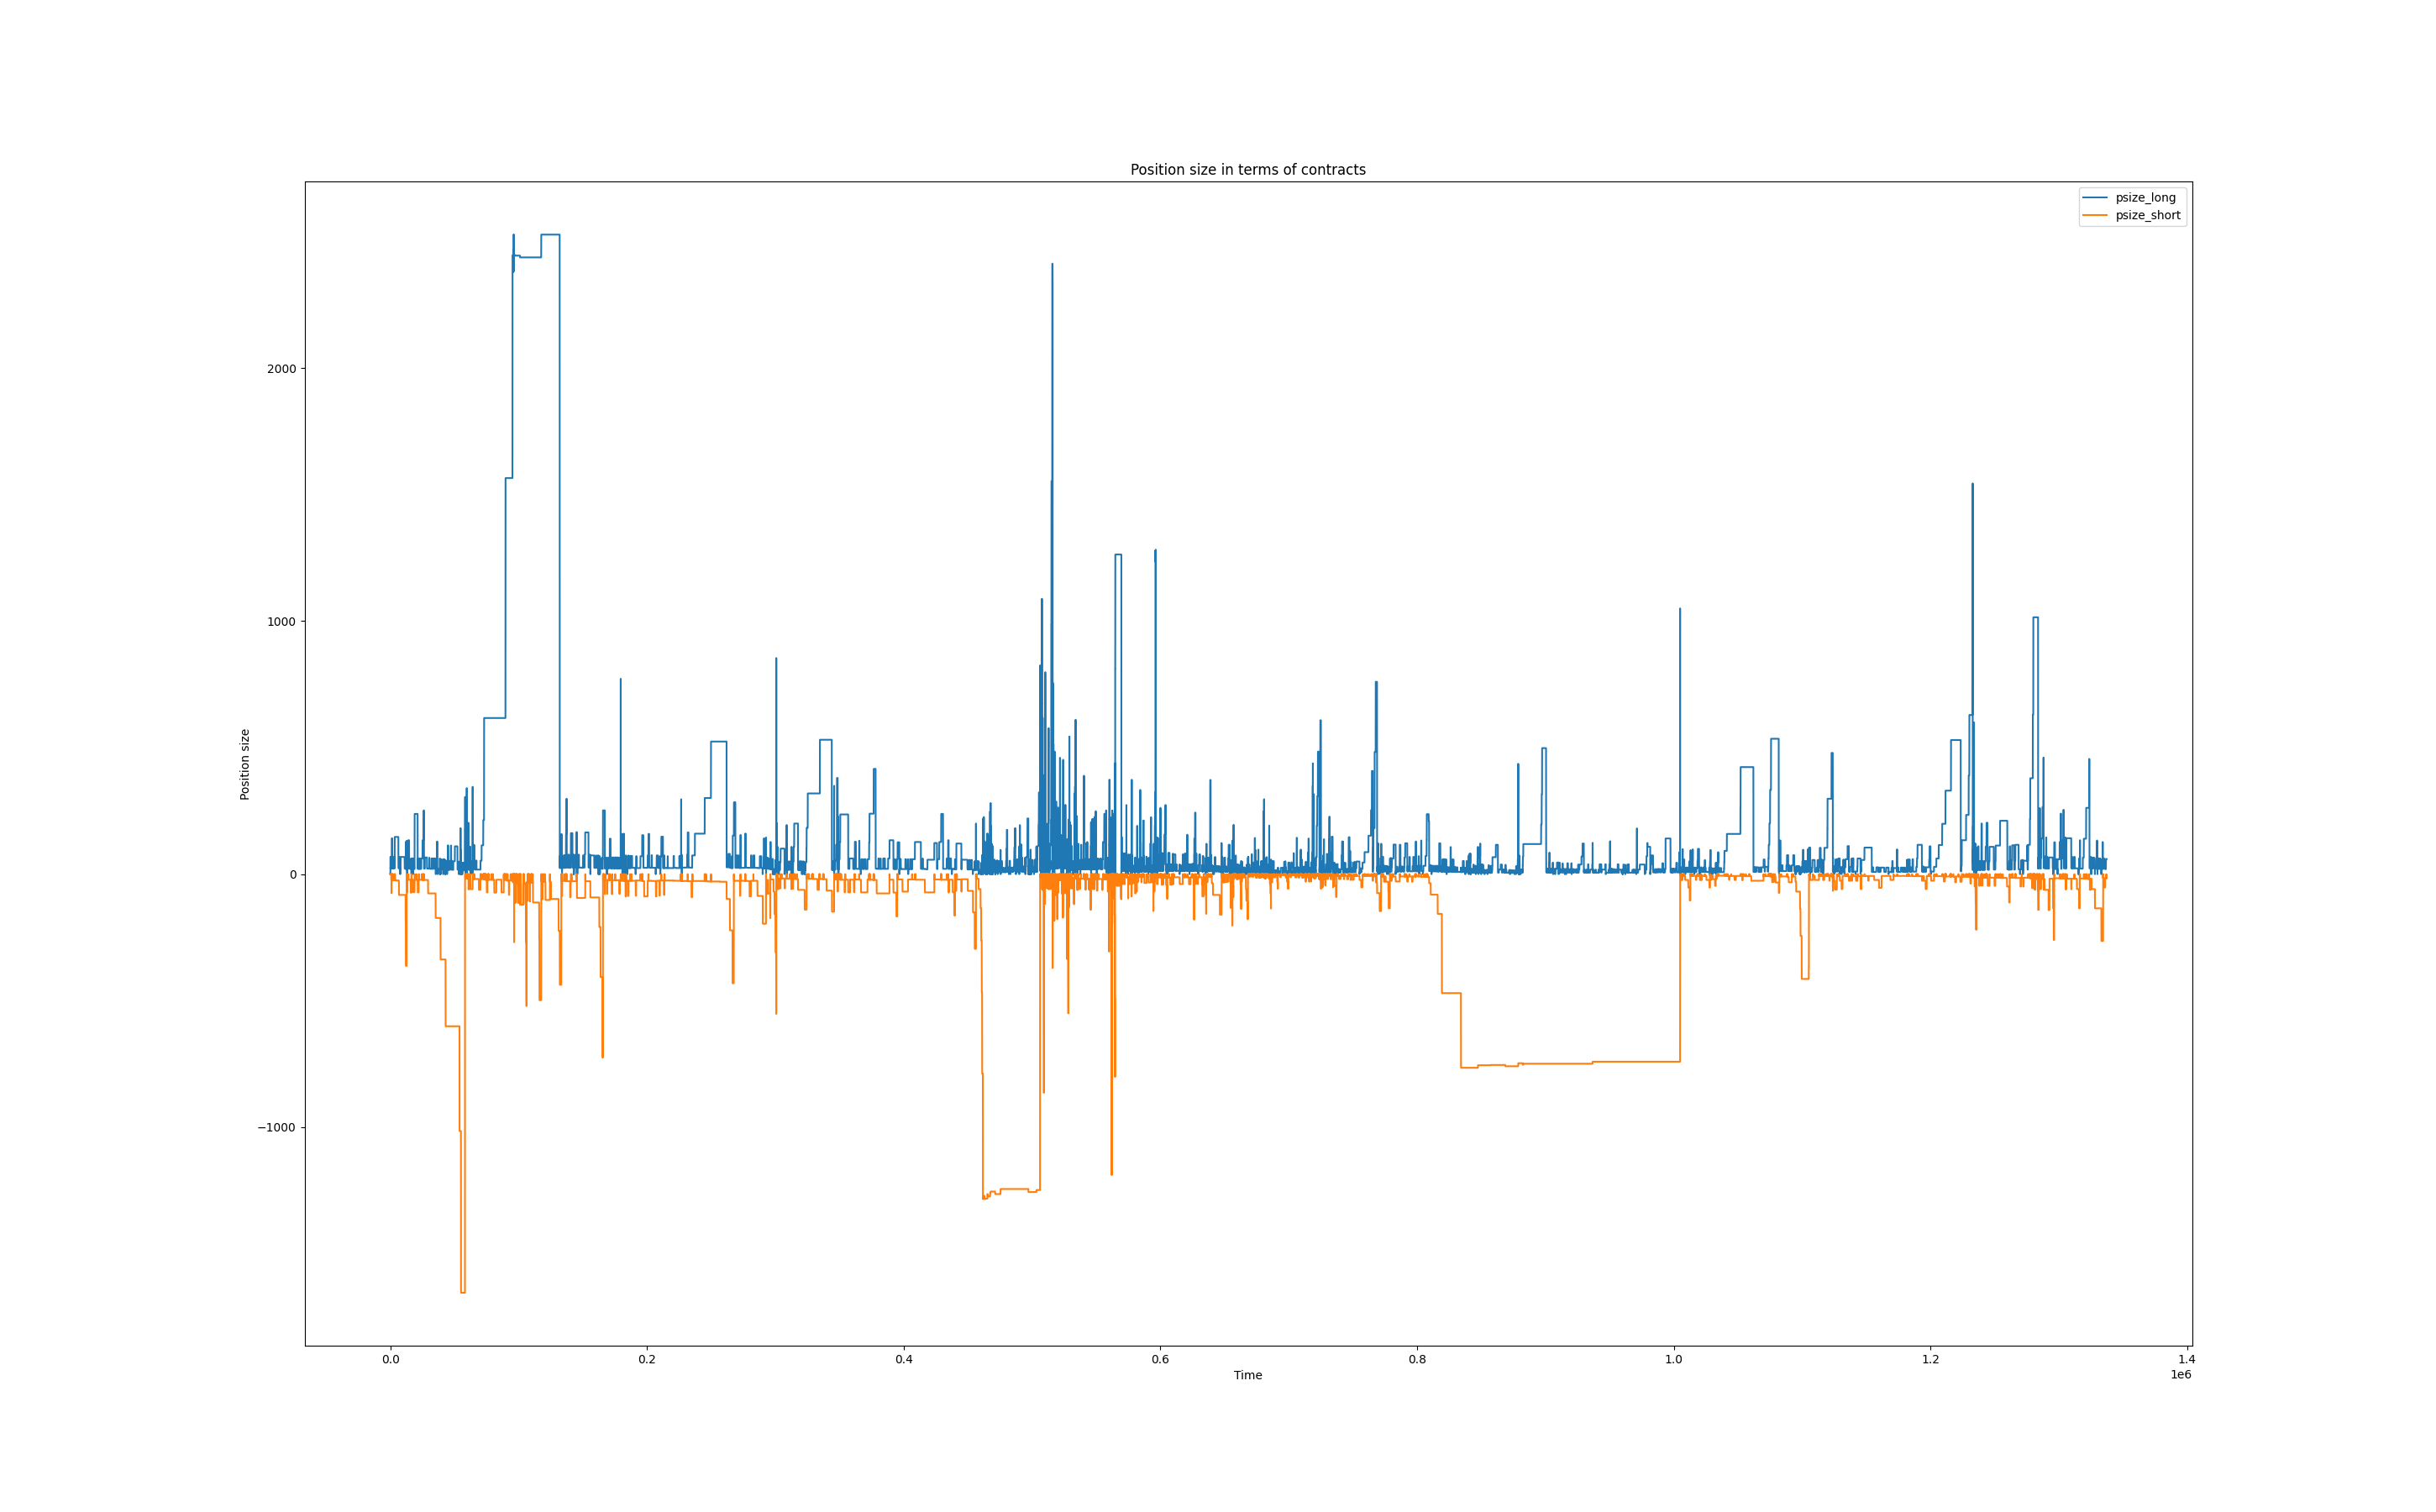 Position size in terms of contracts
psize_long
psize_short
2000
1000
0
−1000
Position size
0.0 0.2 0.4 0.6 0.8 1.0 1.2 1.4
Time
1e6